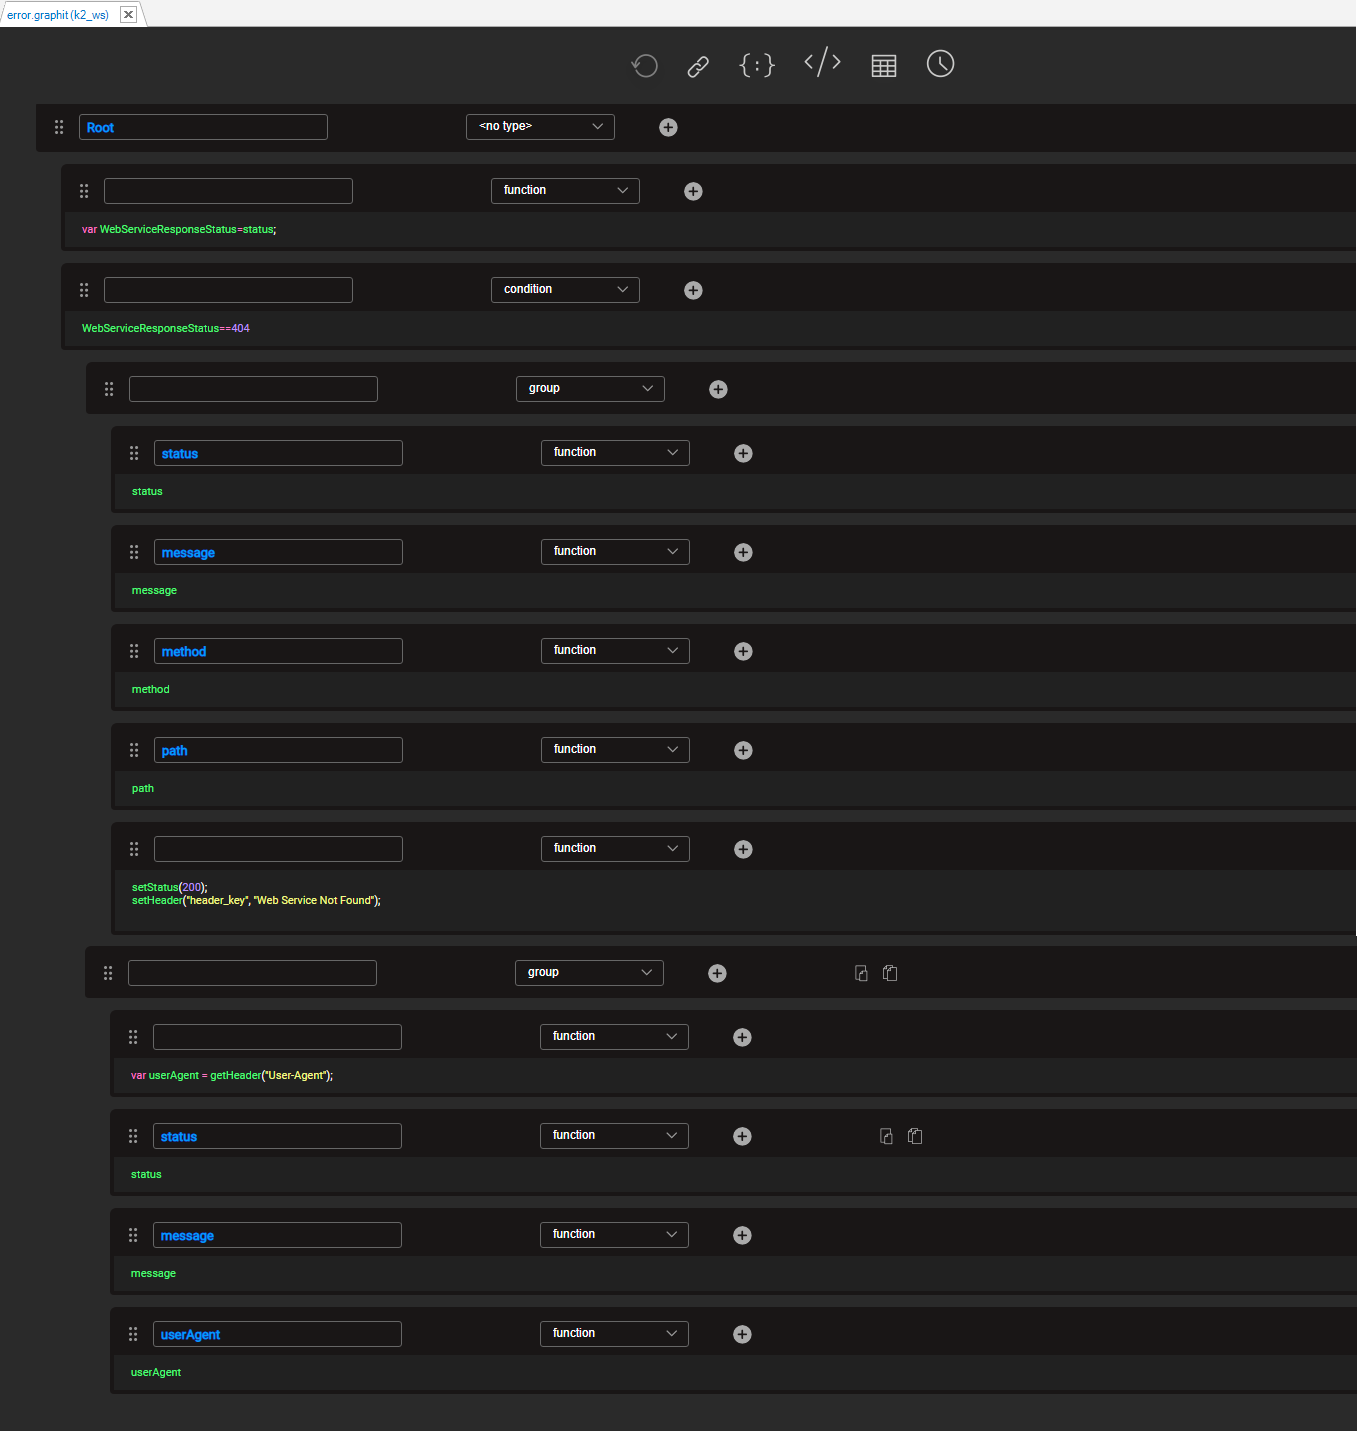 error.graphit (k2_ws)
Root <no type>
function
var WebServiceResponseStatus=status;
condition
WebServiceResponseStatus==404
group
status function
status
message function
message
method function
method
path function
path
function
setStatus(200);
setHeader("header_key", "Web Service Not Found");
group
function
var userAgent = getHeader("User-Agent");
status function
status
message function
message
userAgent function
userAgent